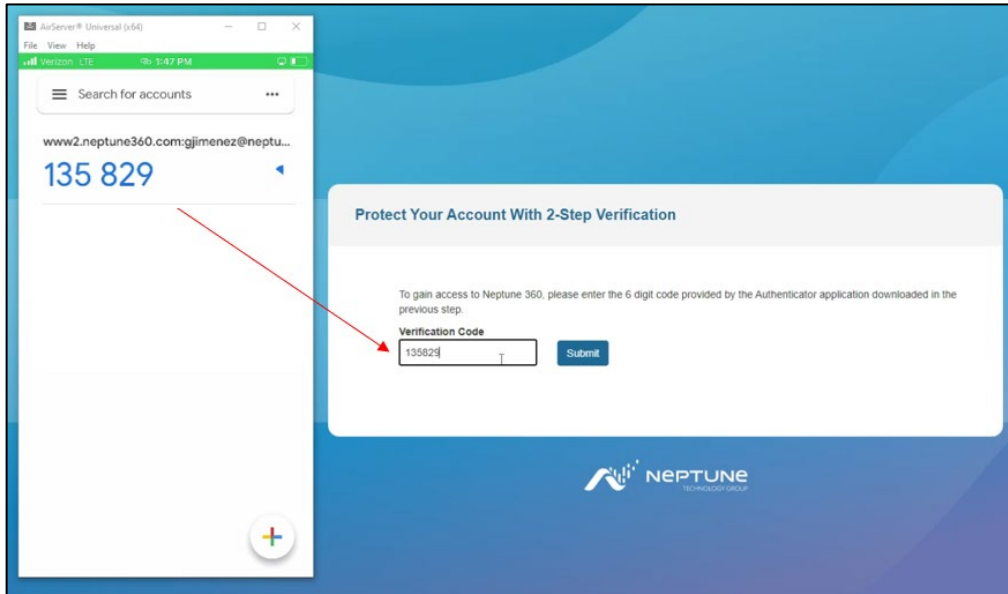 AirServer® Universal (x64)
File View Help
Verizon LTE 1:47 PM
Search for accounts
www2.neptune360.com:gjimenez@neptu...
135 829
Protect Your Account With 2-Step Verification
To gain access to Neptune 360, please enter the 6 digit code provided by the Authenticator application downloaded in the
previous step.
Verification Code
135829
Submit
NEPTUNE
TECHNOLOGY GROUP